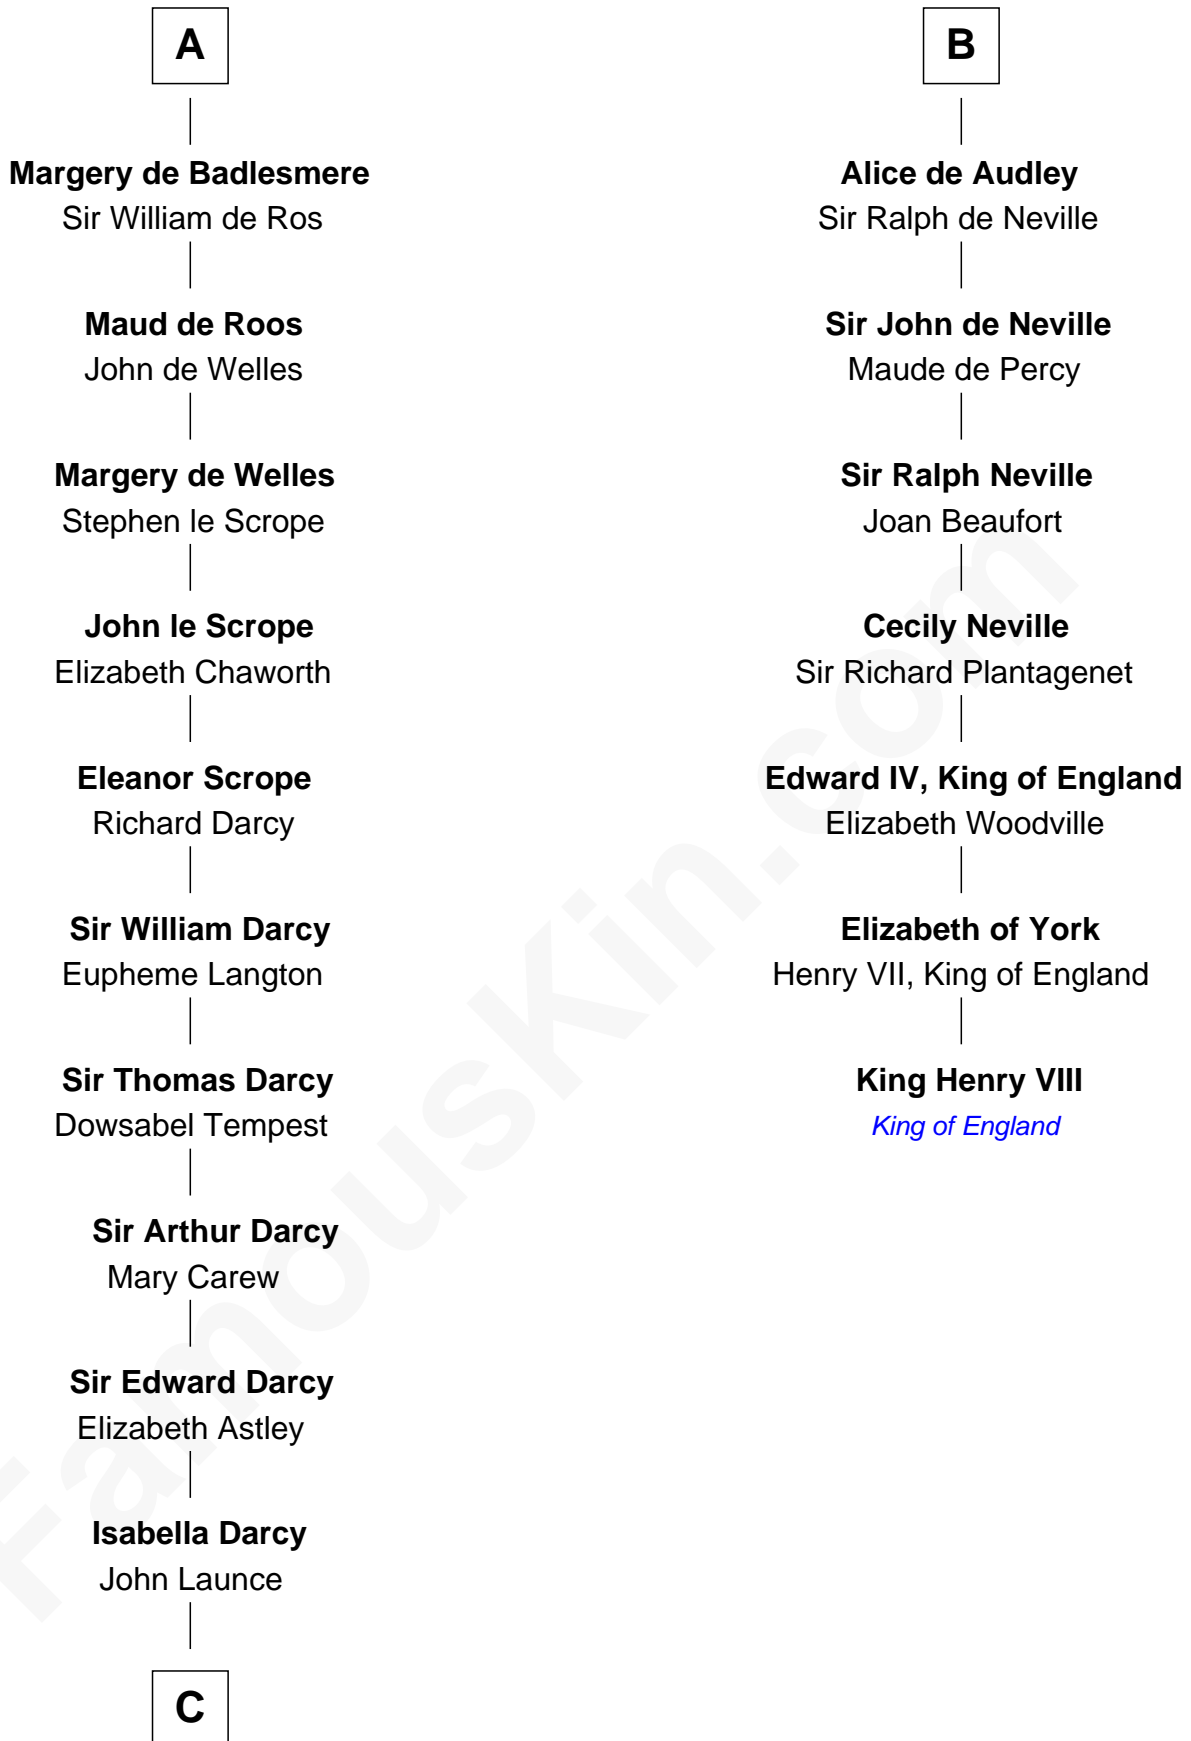 A
Margery de Badlesmere
Sir William de Ros
Maud de Roos
John de Welles
Margery de Welles
Stephen le Scrope
John le Scrope
Elizabeth Chaworth
Eleanor Scrope
Richard Darcy
Sir William Darcy
Eupheme Langton
Sir Thomas Darcy
Dowsabel Tempest
Sir Arthur Darcy
Mary Carew
Sir Edward Darcy
Elizabeth Astley
Isabella Darcy
John Launce
C
B
Alice de Audley
Sir Ralph de Neville
Sir John de Neville
Maude de Percy
Sir Ralph Neville
Joan Beaufort
Cecily Neville
Sir Richard Plantagenet
Edward IV, King of England
Elizabeth Woodville
Elizabeth of York
Henry VII, King of England
King Henry VIII
King of England
FamousKin.com